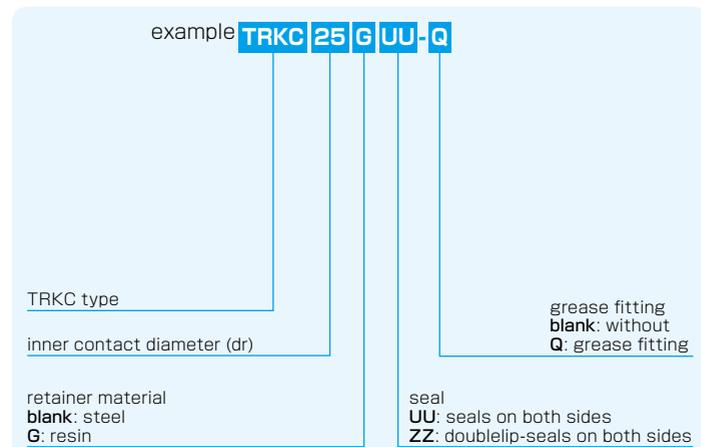 example TRKC 25 G UU - Q
TRKC type
inner contact diameter (dr)
retainer material
blank: steel
G: resin
grease fitting
blank: without
Q: grease fitting
seal
UU: seals on both sides
ZZ: doublelip-seals on both sides